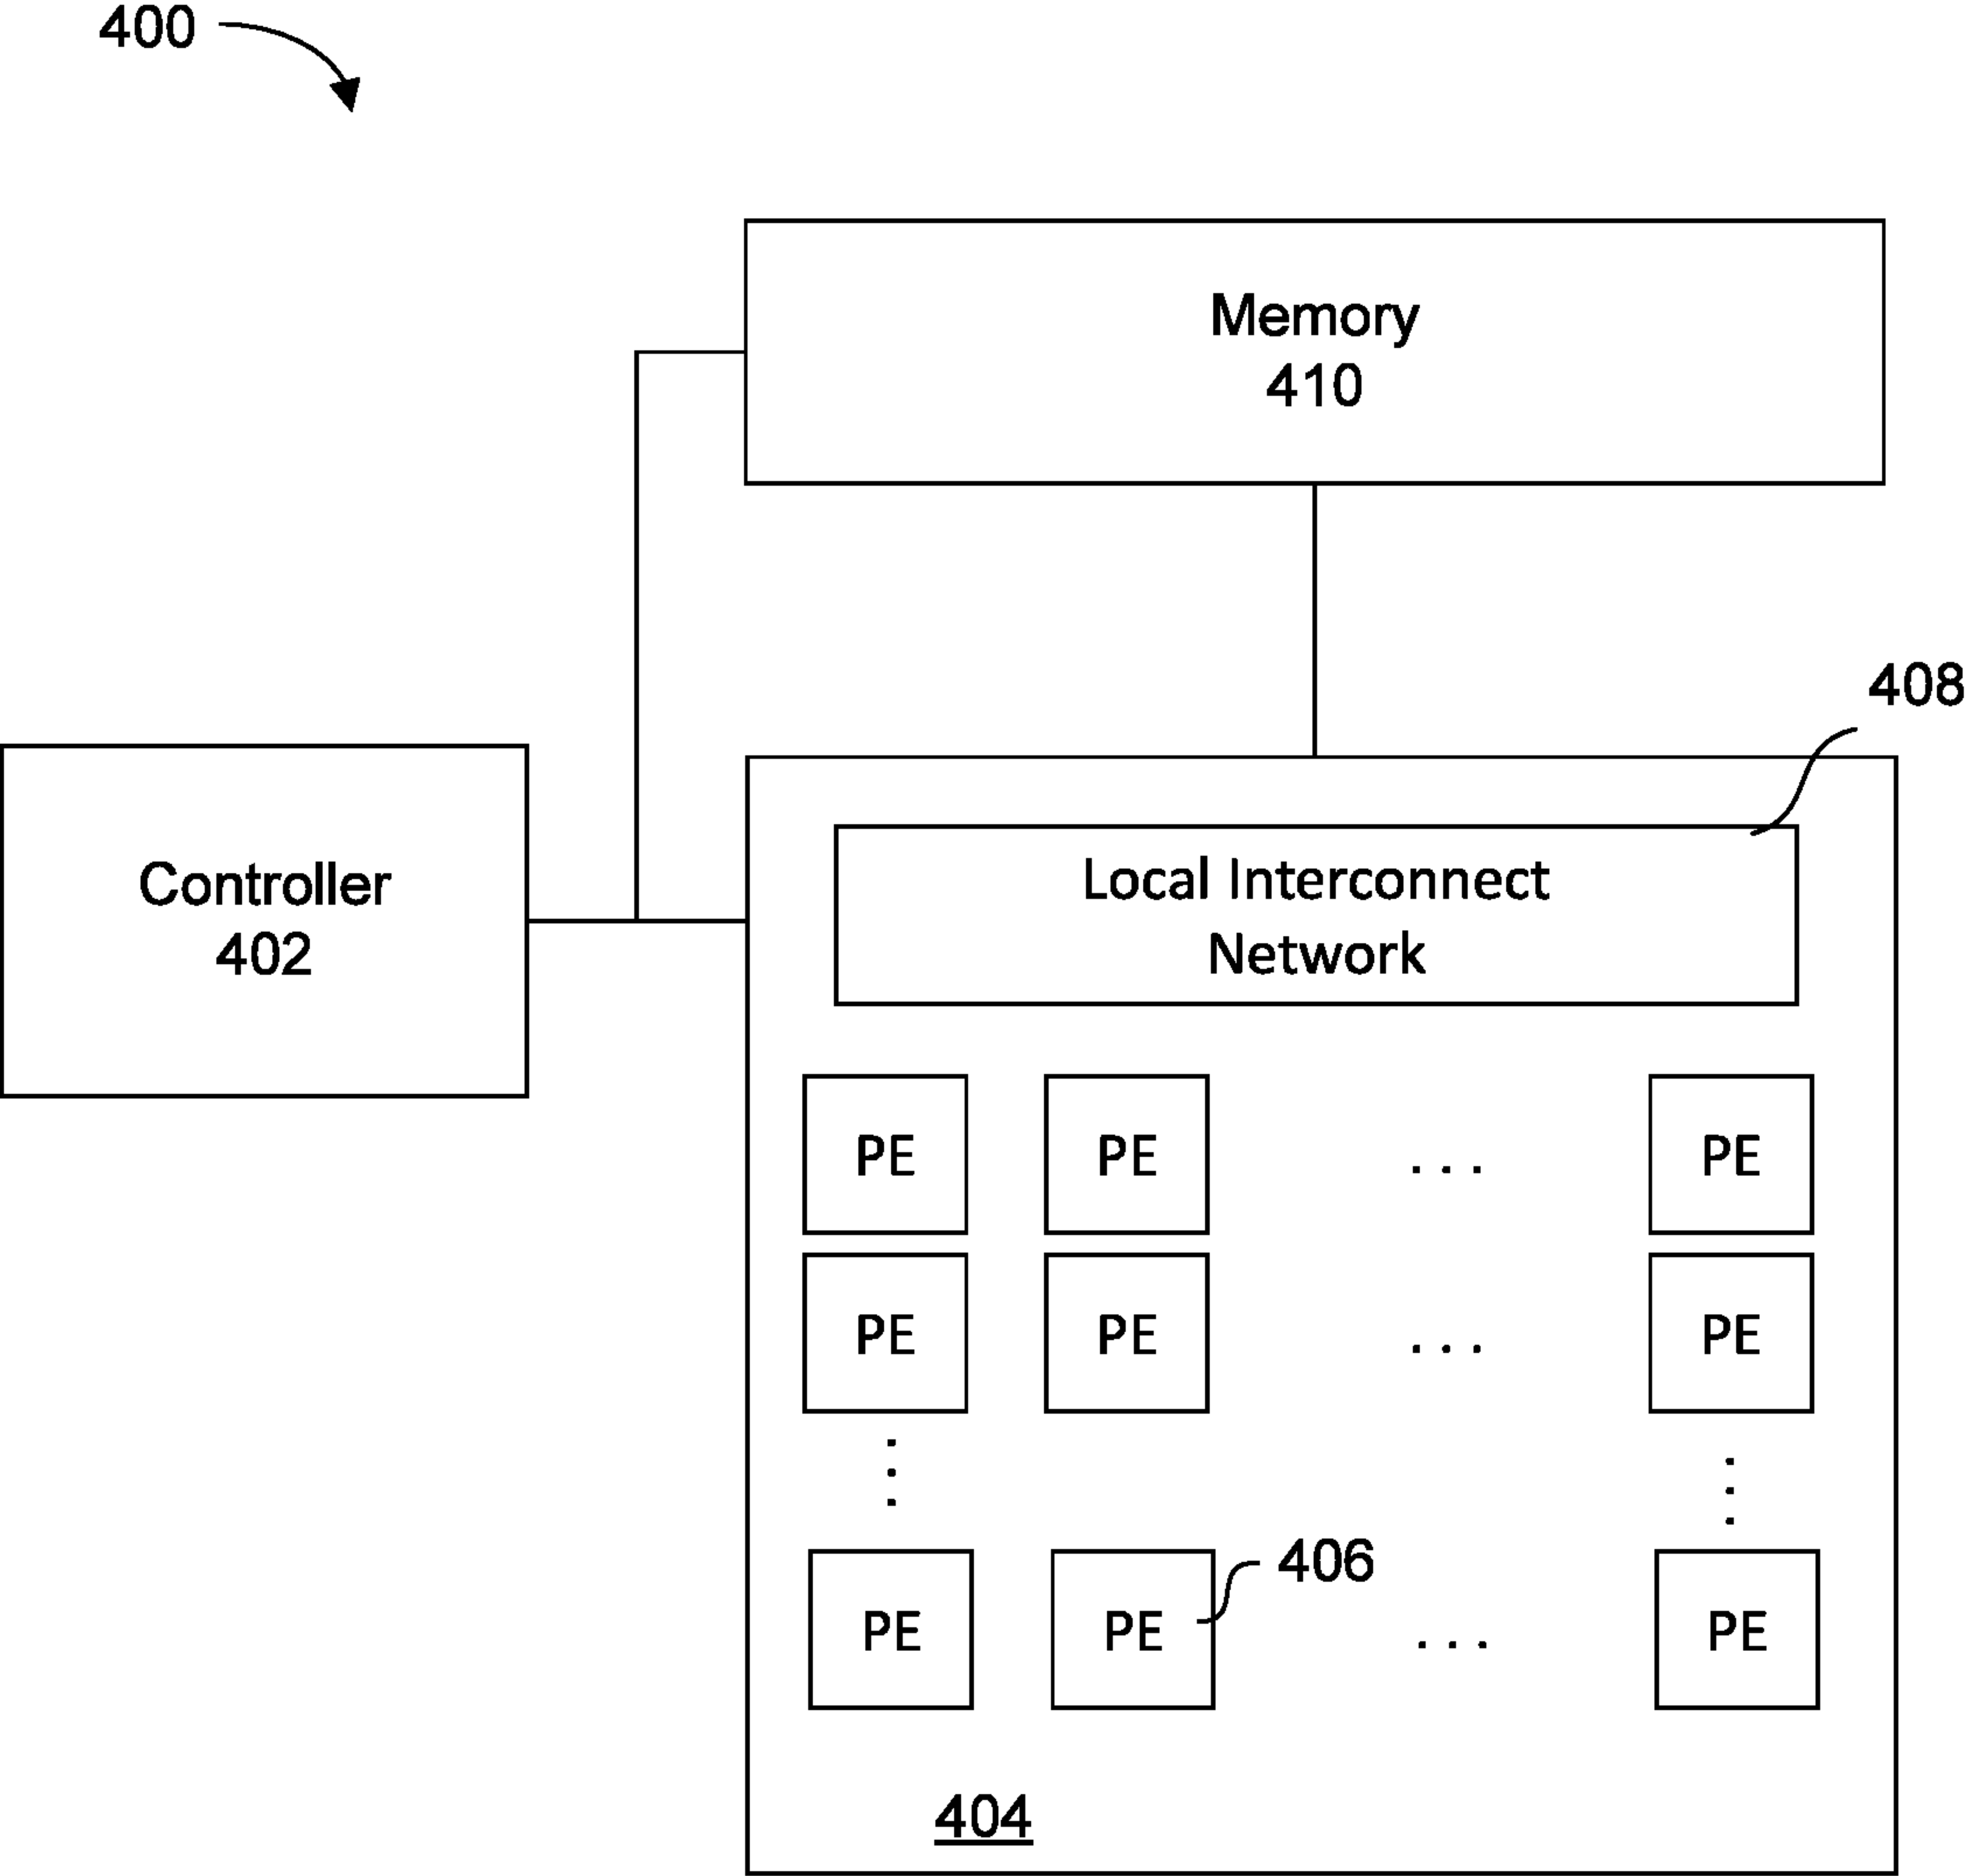 400
Memory
410
408
Controller
402
Local Interconnect
Network
PE PE ... PE
PE PE ... PE
406
PE PE ... PE
404